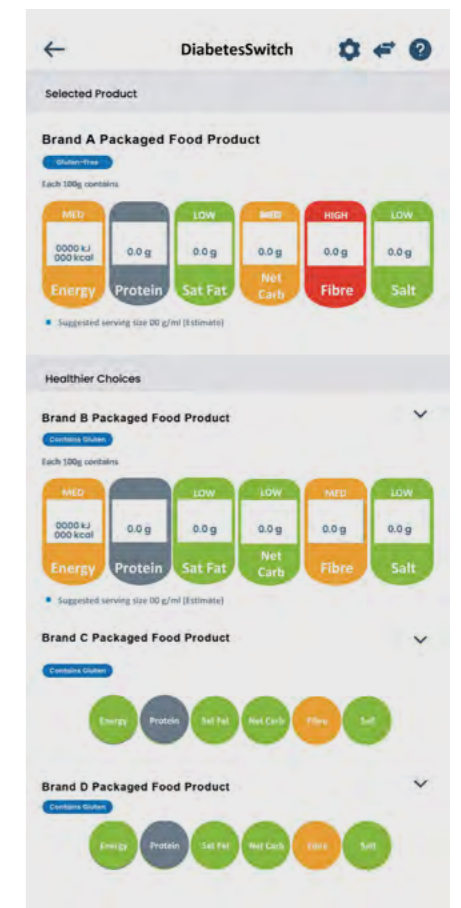 DiabetesSwitch
?
Selected Product
Brand A Packaged Food Product
Gluten-Free
Each 100g contains
MED LOW MED HIGH LOW
0000 kJ
000 kcal 0.0 g 0.0 g 0.0 g 0.0 g 0.0 g
Energy Protein Sat Fat Net Carb Fibre Salt
Suggested serving size 00 g/ml (Estimate)
Healthier Choices
Brand B Packaged Food Product
Contains Gluten
Each 100g contains
MED LOW LOW MED LOW
0000 kJ
000 kcal 0.0 g 0.0 g 0.0 g 0.0 g 0.0 g
Energy Protein Sat Fat Net Carb Fibre Salt
Suggested serving size 00 g/ml (Estimate)
Brand C Packaged Food Product
Contains Gluten
Energy Protein Sat Fat Net Carb Fibre Salt
Brand D Packaged Food Product
Contains Gluten
Energy Protein Sat Fat Net Carb Fibre Salt